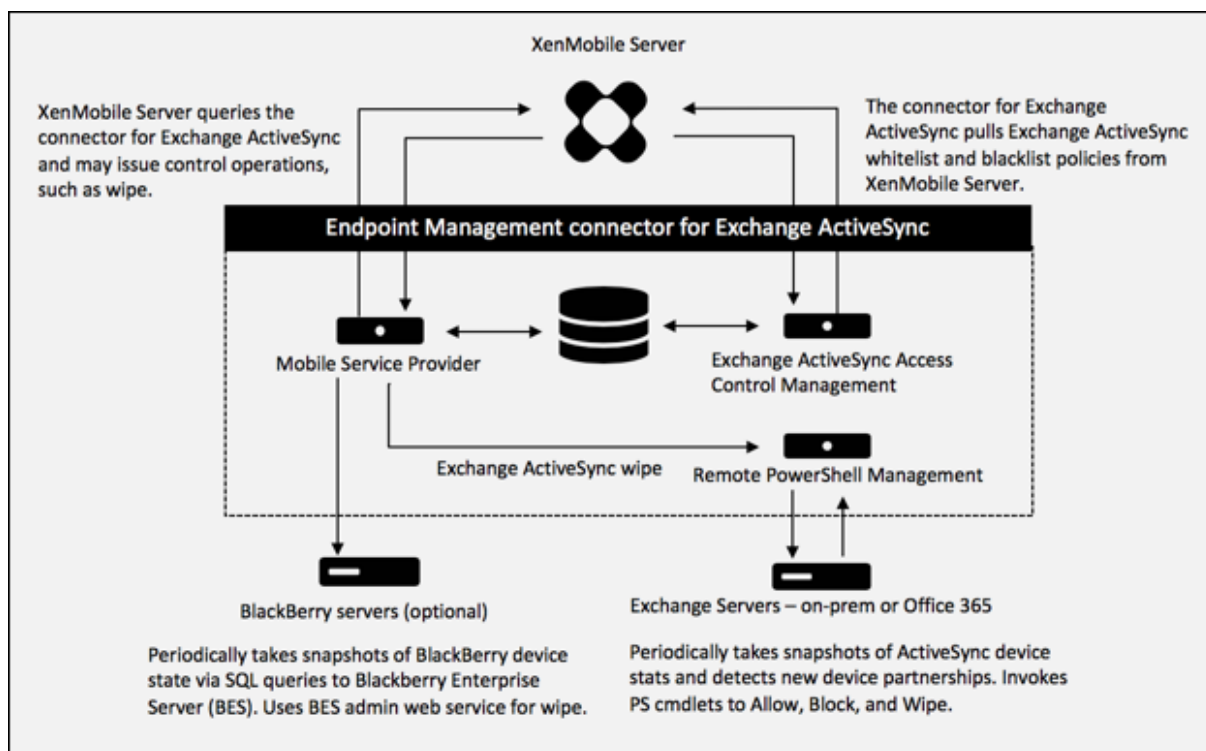 XenMobile Server
XenMobile Server queries the
connector for Exchange ActiveSync
and may issue control operations,
such as wipe.
The connector for Exchange
ActiveSync pulls Exchange ActiveSync
whitelist and blacklist policies from
XenMobile Server.
Endpoint Management connector for Exchange ActiveSync
Mobile Service Provider
Exchange ActiveSync Access
Control Management
Exchange ActiveSync wipe
Remote PowerShell Management
BlackBerry servers (optional)
Periodically takes snapshots of BlackBerry device
state via SQL queries to Blackberry Enterprise
Server (BES). Uses BES admin web service for wipe.
Exchange Servers – on-prem or Office 365
Periodically takes snapshots of ActiveSync device
stats and detects new device partnerships. Invokes
PS cmdlets to Allow, Block, and Wipe.